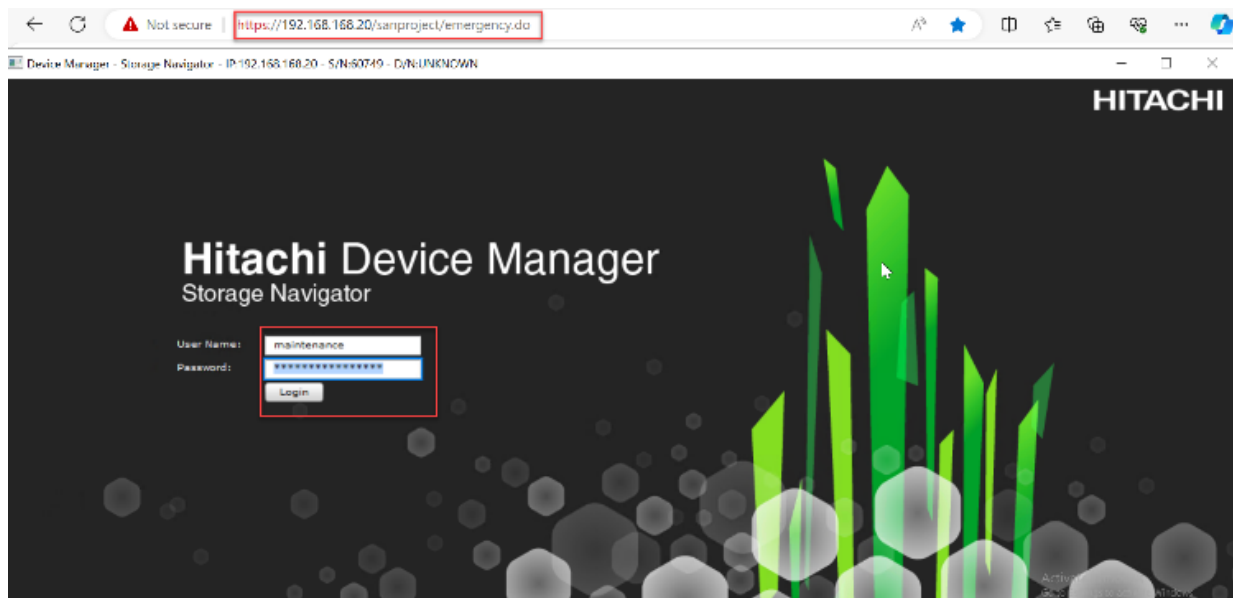 Not secure
https://192.168.168.20/sanproject/emergency.do
Device Manager - Storage Navigator - IP:192.168.168.20 - S/N:60749 - D/N:UNKNOWN
HITACHI
Hitachi Device Manager
Storage Navigator
User Name: maintenance
Password: ****************
Login